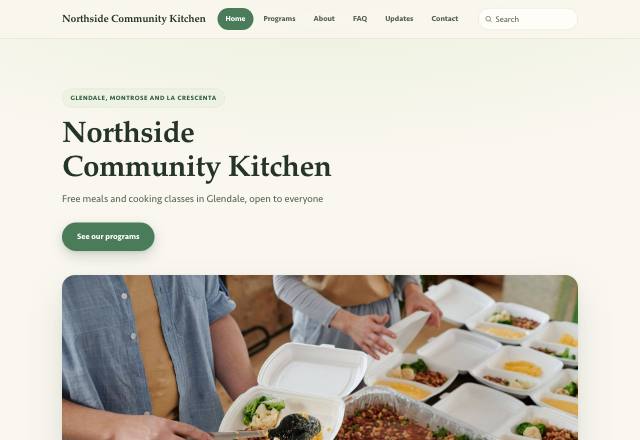 Northside Community Kitchen
Home
Programs
About
FAQ
Updates
Contact
Search
GLENDALE, MONTROSE AND LA CRESCENTA
Northside
Community Kitchen
Free meals and cooking classes in Glendale, open to everyone
See our programs